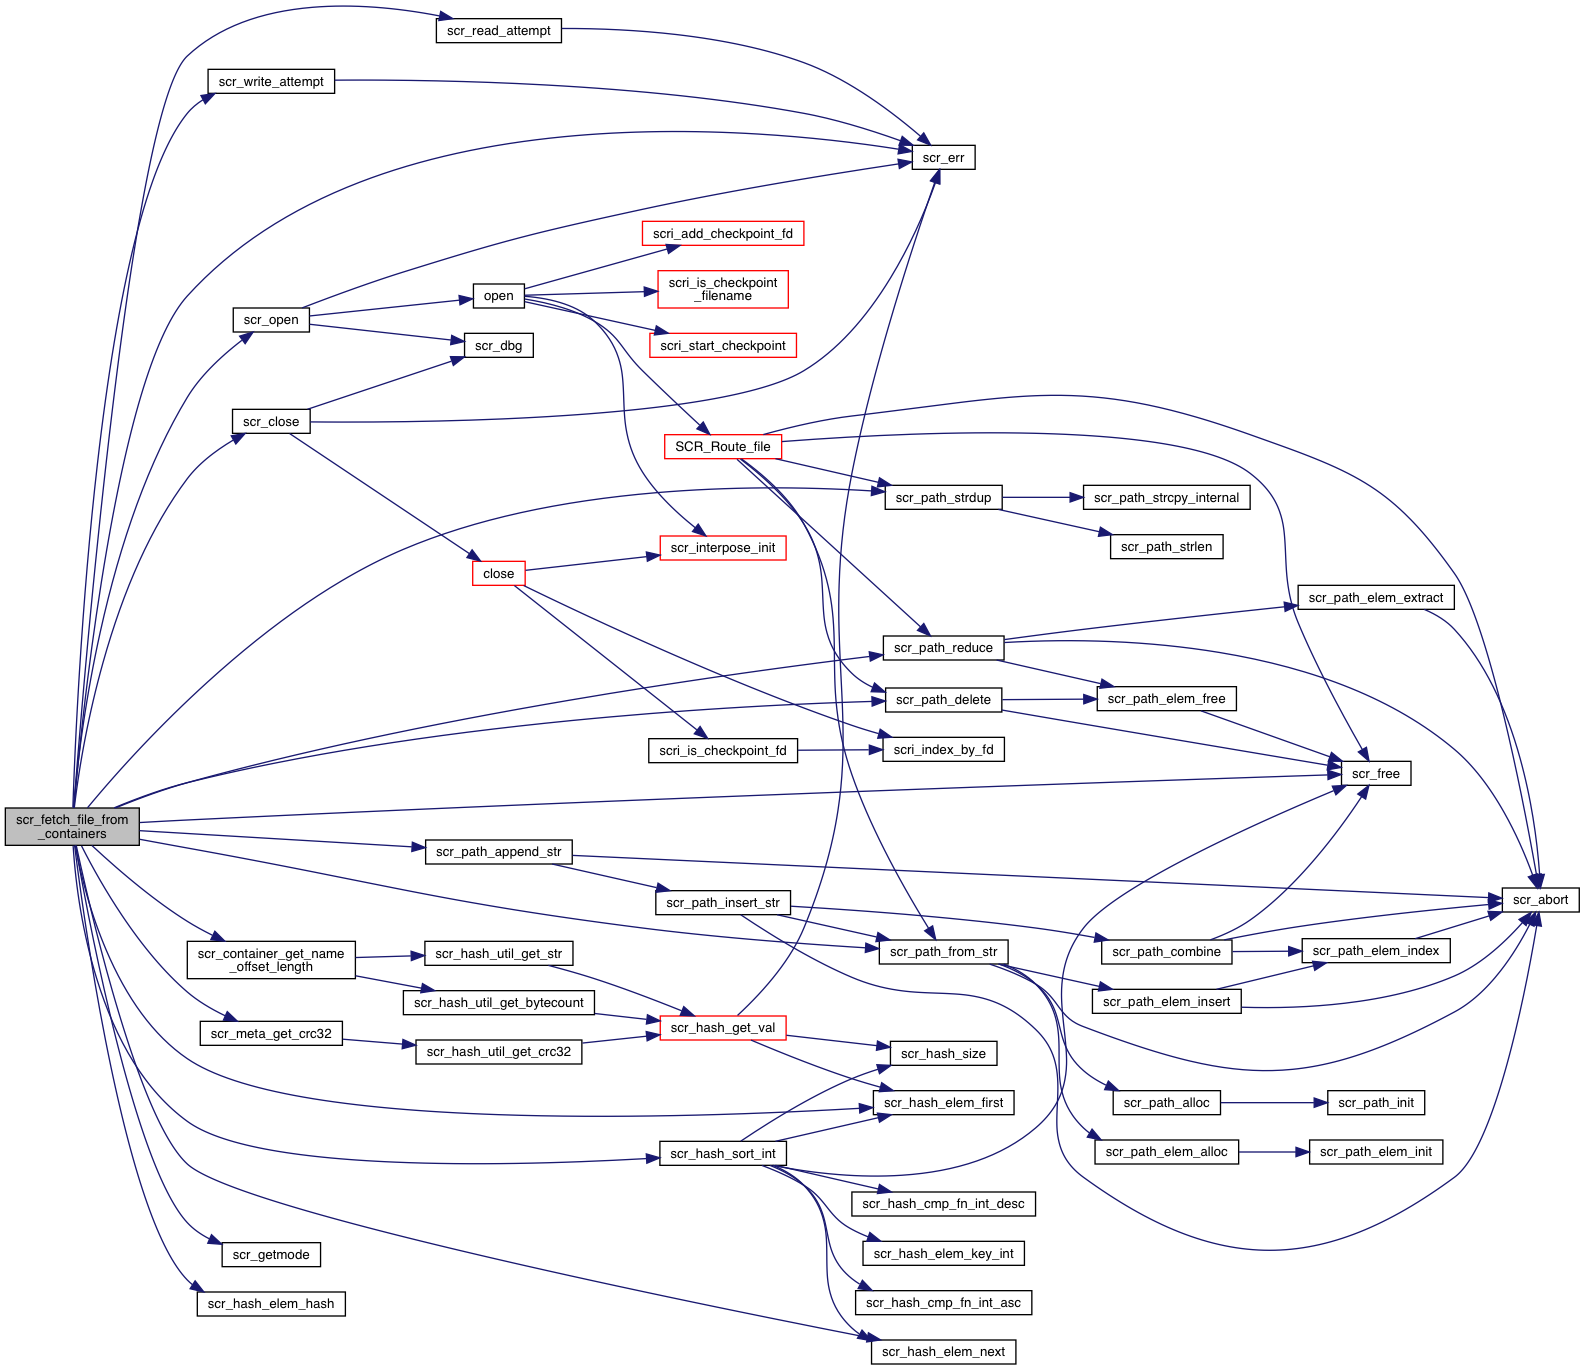 scr_read_attempt
scr_write_attempt
scr_err
scri_add_checkpoint_fd
scri_is_checkpoint
_filename
open
scr_open
scr_dbg
scri_start_checkpoint
scr_close
SCR_Route_file
scr_path_strdup
scr_path_strcpy_internal
scr_path_strlen
scr_interpose_init
close
scr_path_elem_extract
scr_path_reduce
scr_path_delete
scr_path_elem_free
scri_is_checkpoint_fd
scri_index_by_fd
scr_free
scr_fetch_file_from
_containers
scr_path_append_str
scr_path_insert_str
scr_abort
scr_container_get_name
_offset_length
scr_hash_util_get_str
scr_path_from_str
scr_path_combine
scr_path_elem_index
scr_hash_util_get_bytecount
scr_path_elem_insert
scr_meta_get_crc32
scr_hash_get_val
scr_hash_util_get_crc32
scr_hash_size
scr_hash_elem_first
scr_path_alloc
scr_path_init
scr_hash_sort_int
scr_path_elem_alloc
scr_path_elem_init
scr_hash_cmp_fn_int_desc
scr_getmode
scr_hash_elem_key_int
scr_hash_elem_hash
scr_hash_cmp_fn_int_asc
scr_hash_elem_next